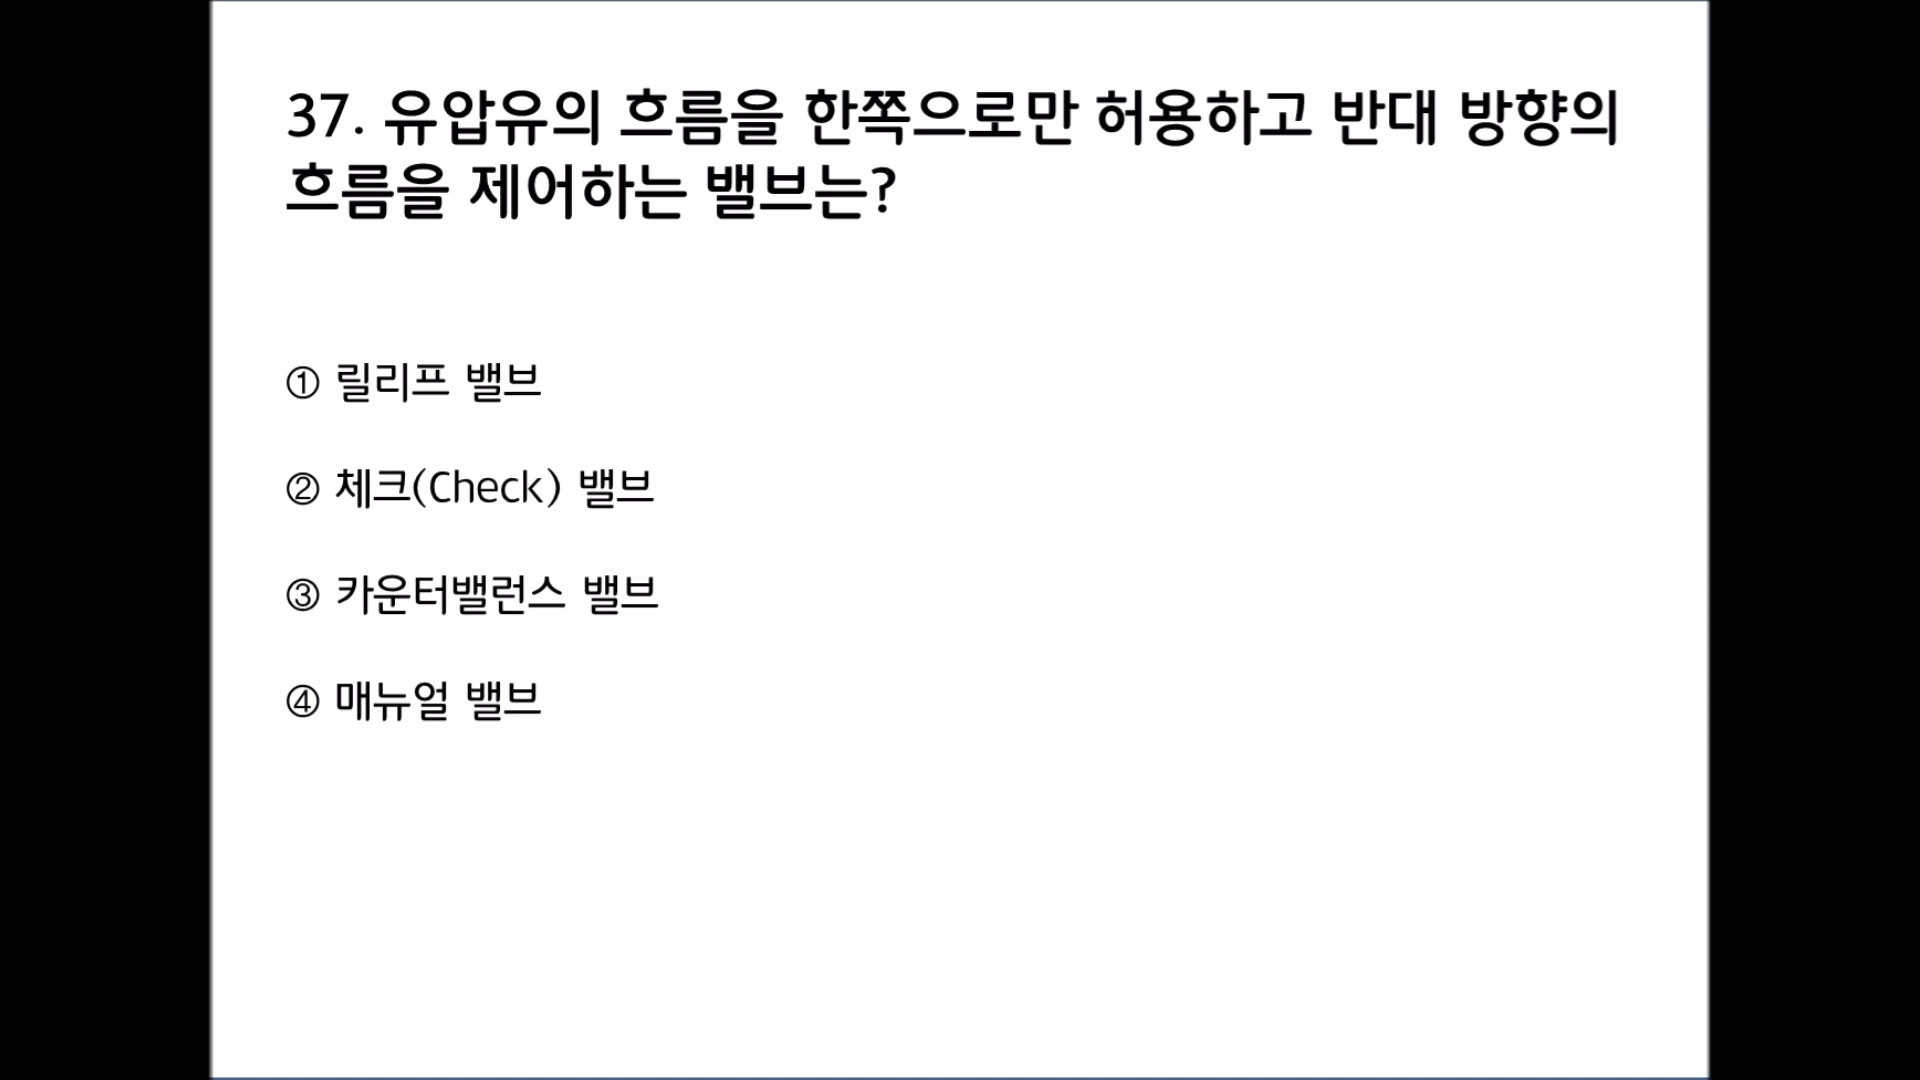 37. 유압유의 흐름을 한쪽으로만 허용하고 반대 방향의
흐름을 제어하는 밸브는?
① 릴리프 밸브
② 체크(Check) 밸브
③ 카운터밸런스 밸브
④ 매뉴얼 밸브